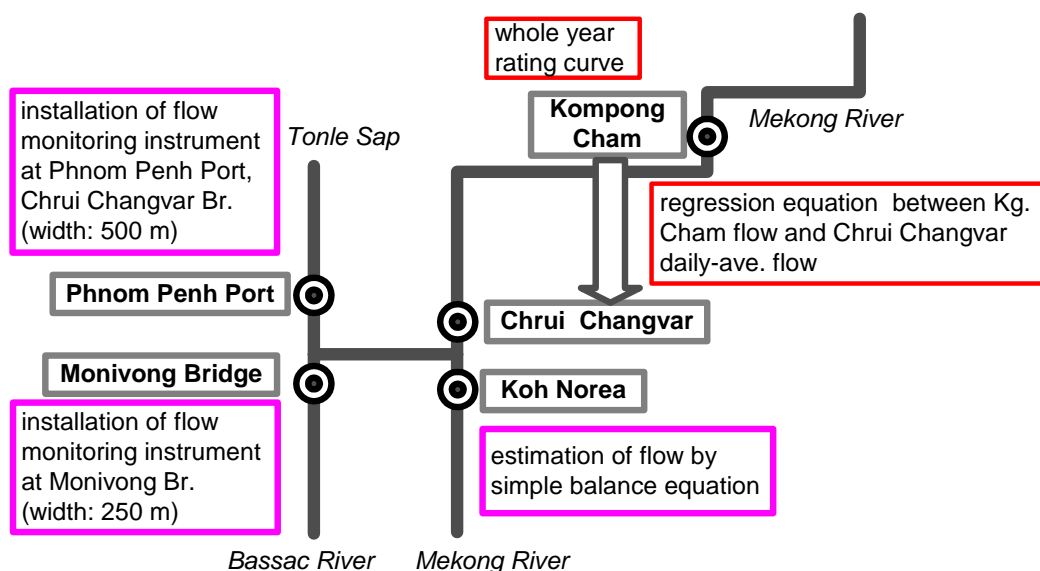 whole year
rating curve
installation of flow
monitoring instrument
at Phnom Penh Port,
Chrui Changvar Br.
(width: 500 m)
Tonle Sap
Kompong
Cham
Mekong River
regression equation between Kg.
Cham flow and Chrui Changvar
daily-ave. flow
Phnom Penh Port
Chrui Changvar
Monivong Bridge
Koh Norea
installation of flow
monitoring instrument
at Monivong Br.
(width: 250 m)
estimation of flow by
simple balance equation
Bassac River
Mekong River